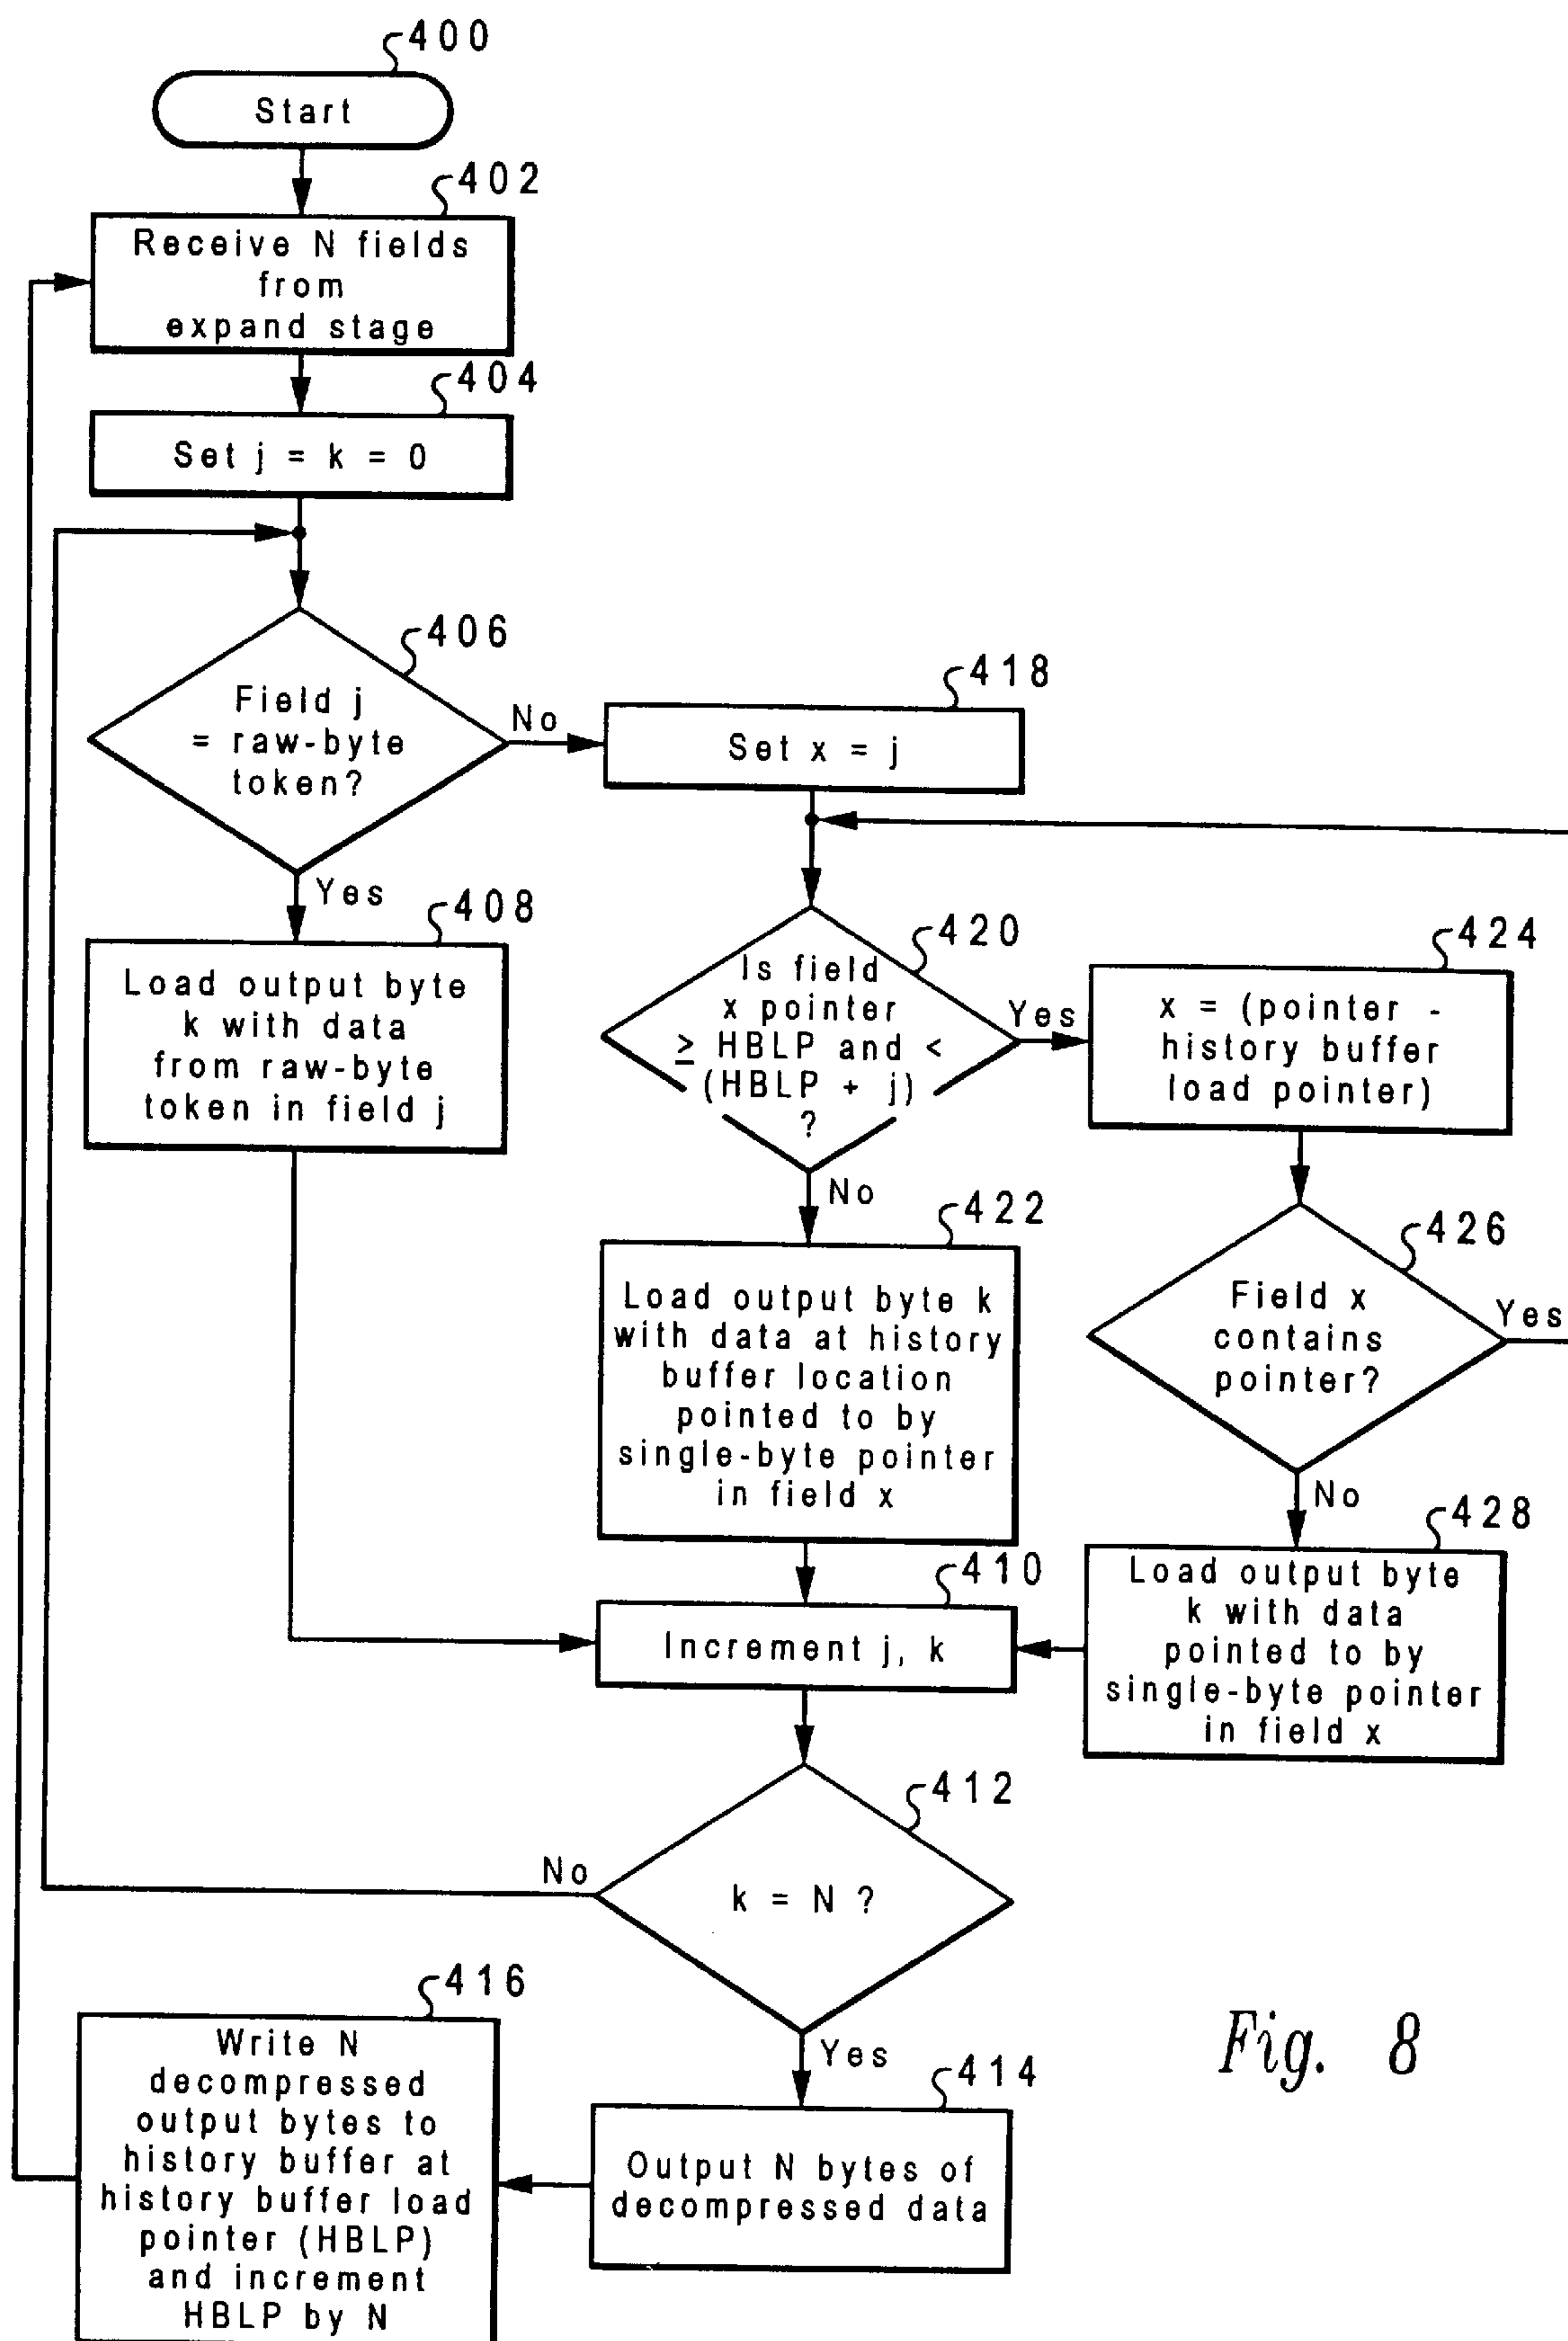 400
Start
402
Receive N fields
from
expand stage
404
Set j = k = 0
406
Field j
= raw-byte
token?
No
Yes
418
Set x = j
408
Load output byte
k with data
from raw-byte
token in field j
420
Is field
x pointer
≥ HBLP and <
(HBLP + j)
?
Yes
No
424
x = (pointer -
history buffer
load pointer)
422
Load output byte k
with data at history
buffer location
pointed to by
single-byte pointer
in field x
426
Field x
contains
pointer?
Yes
No
428
Load output byte
k with data
pointed to by
single-byte pointer
in field x
410
Increment j, k
412
k = N ?
No
Yes
414
Output N bytes of
decompressed data
416
Write N
decompressed
output bytes to
history buffer at
history buffer load
pointer (HBLP)
and increment
HBLP by N
Fig. 8